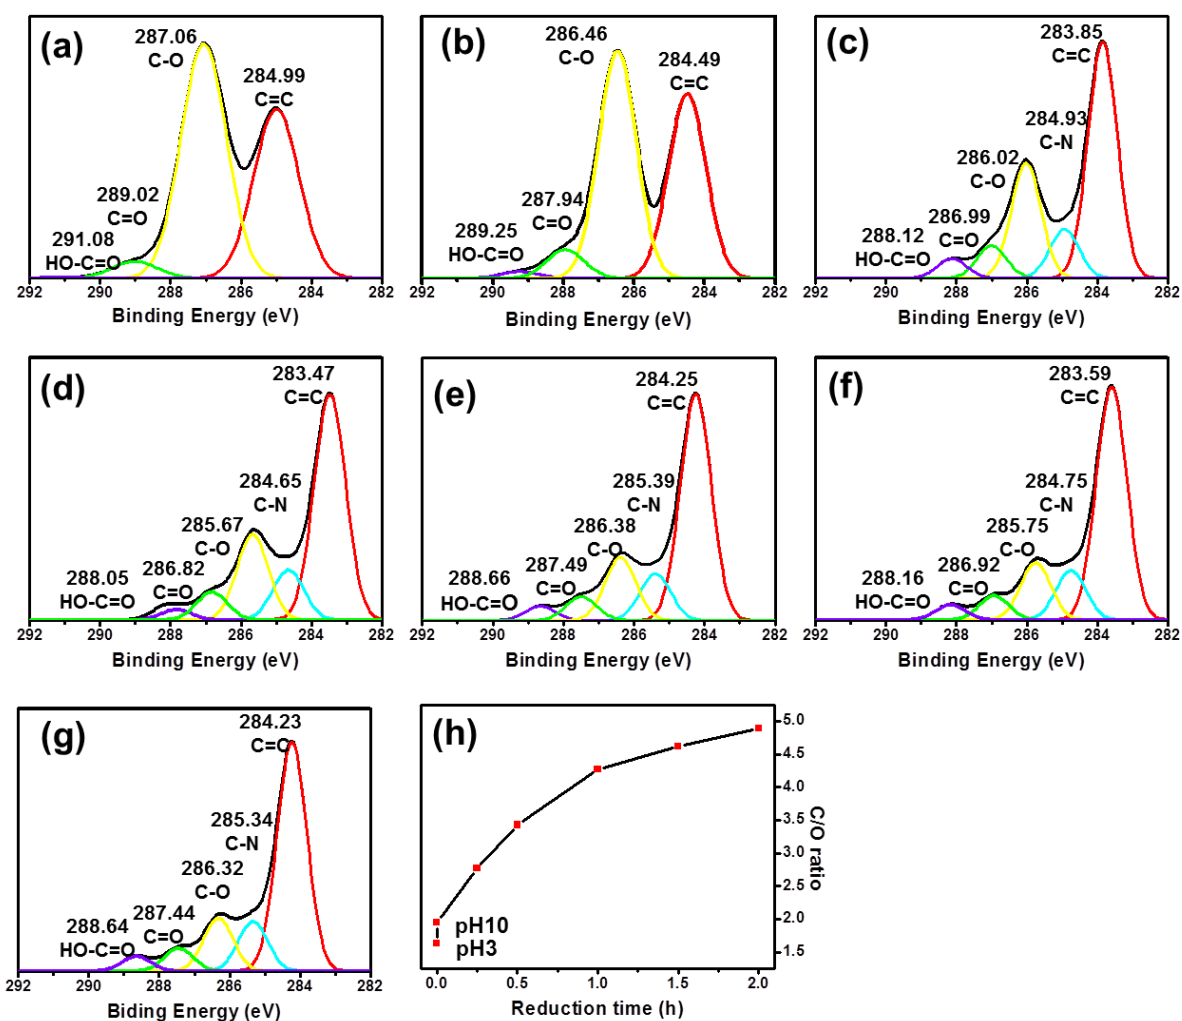 (a)
287.06
C-O
284.99
C=C
289.02
C=O
291.08
HO-C=O
292 290 288 286 284 282
Binding Energy (eV)
(b)
286.46
C-O
284.49
C=C
287.94
C=O
289.25
HO-C=O
292 290 288 286 284 282
Binding Energy (eV)
(c)
283.85
C=C
284.93
C-N
286.02
C-O
286.99
C=O
288.12
HO-C=O
292 290 288 286 284 282
Binding Energy (eV)
(d)
283.47
C=C
284.65
C-N
285.67
C-O
286.82
C=O
288.05
HO-C=O
292 290 288 286 284 282
Binding Energy (eV)
(e)
284.25
C=C
285.39
C-N
286.38
C-O
287.49
C=O
288.66
HO-C=O
292 290 288 286 284 282
Binding Energy (eV)
(f)
283.59
C=C
284.75
C-N
285.75
C-O
286.92
C=O
288.16
HO-C=O
292 290 288 286 284 282
Binding Energy (eV)
(g)
284.23
C=O
285.34
C-N
286.32
C-O
287.44
C=O
288.64
HO-C=O
292 290 288 286 284 282
Biding Energy (eV)
(h)
5.0
4.5
4.0
3.5
3.0
2.5
2.0
1.5
C/O ratio
pH10
pH3
0.0 0.5 1.0 1.5 2.0
Reduction time (h)